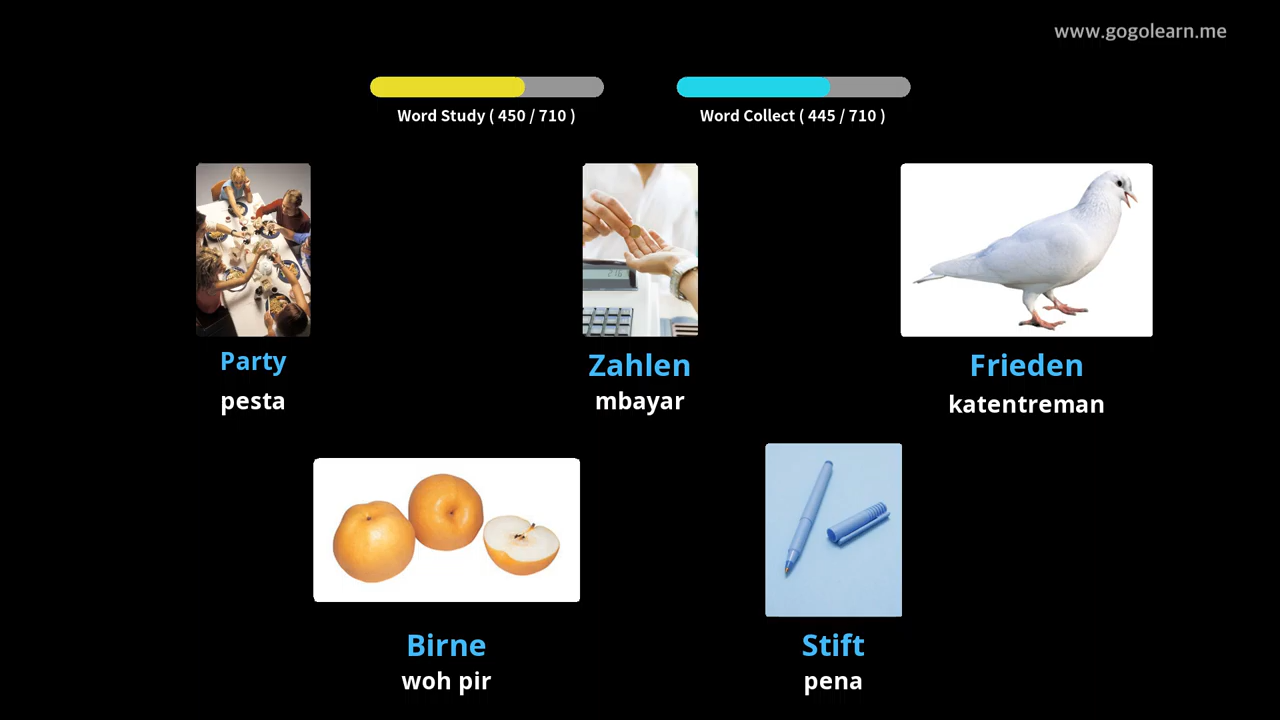 www.gogolearn.me
Word Study ( 450 / 710 )
Word Collect ( 445 / 710 )
Party
pesta
Zahlen
mbayar
Frieden
katentreman
Birne
woh pir
Stift
pena